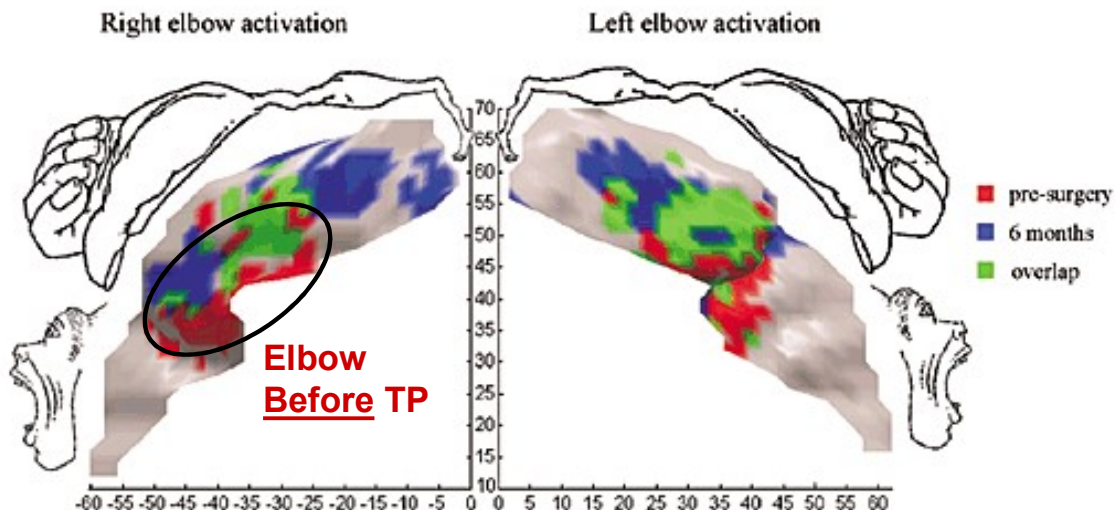 Right elbow activation
Left elbow activation
70
65
60
55
50
45
40
35
30
25
20
15
10
pre-surgery
6 months
overlap
Elbow
Before TP
-60 -55 -50 -45 -40 -35 -30 -25 -20 -15 -10 -5 0
0 5 10 15 20 25 30 35 40 45 50 55 60